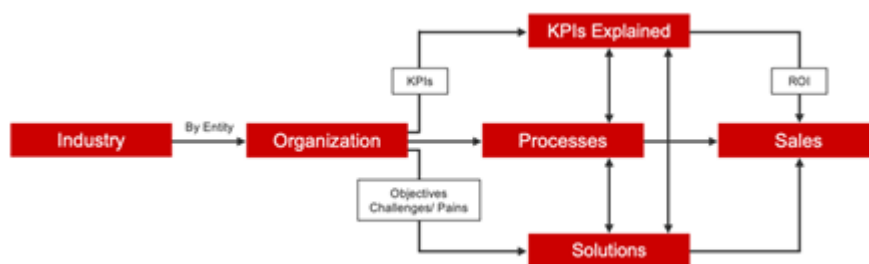 KPIs Explained
KPIs
ROI
By Entity
Industry
Organization
Processes
Sales
Objectives
Challenges/ Pains
Solutions